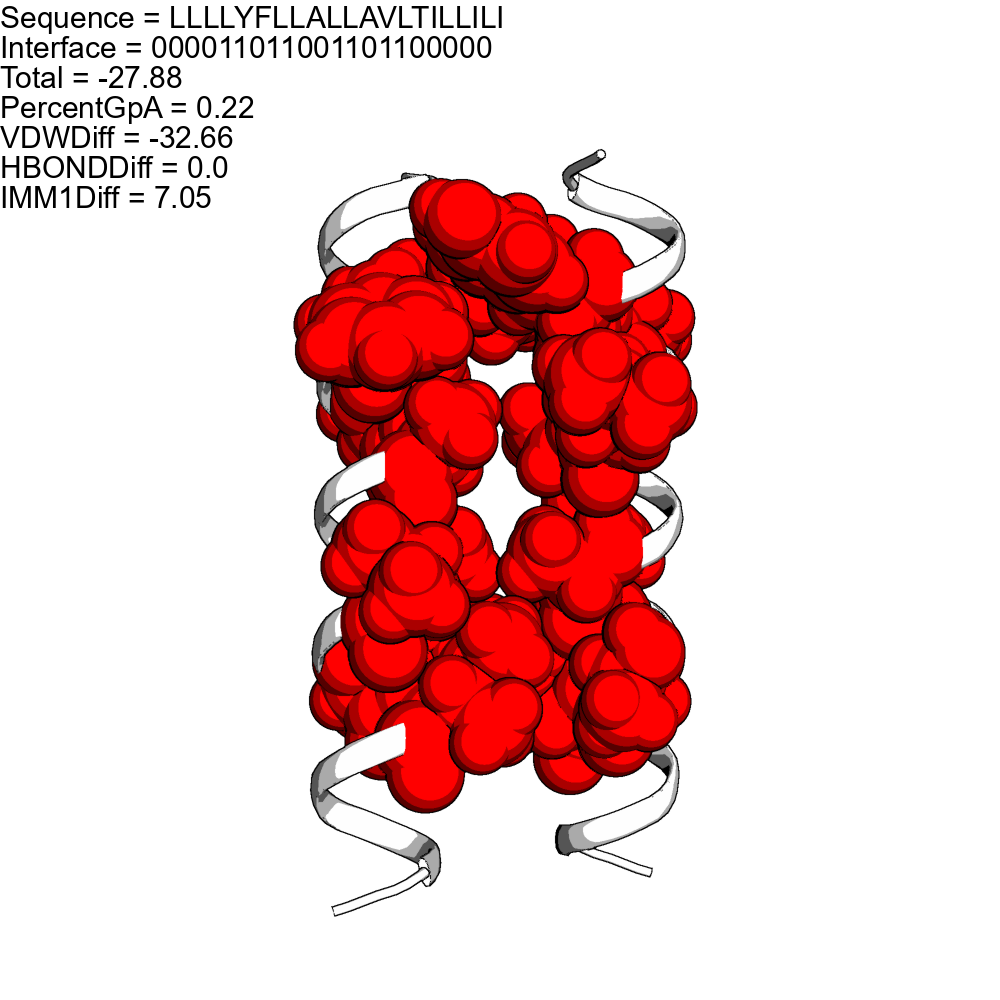 Sequence = LLLLYFLLALLAVLTILLILI
Interface = 000011011001101100000
Total = -27.88
PercentGpA = 0.22
VDWDiff = -32.66
HBONDDiff = 0.0
IMM1Diff = 7.05